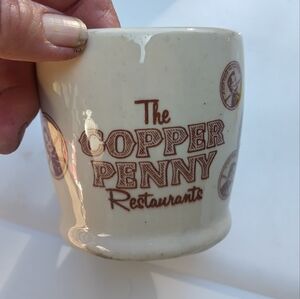 The
COPPER
PENNY
Restaurants